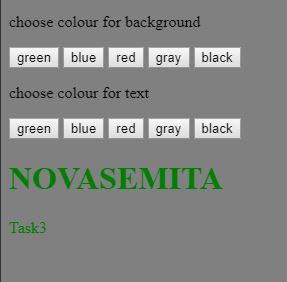 choose colour for background
green blue red gray black
choose colour for text
green blue red gray black
NOVASEMITA
Task3